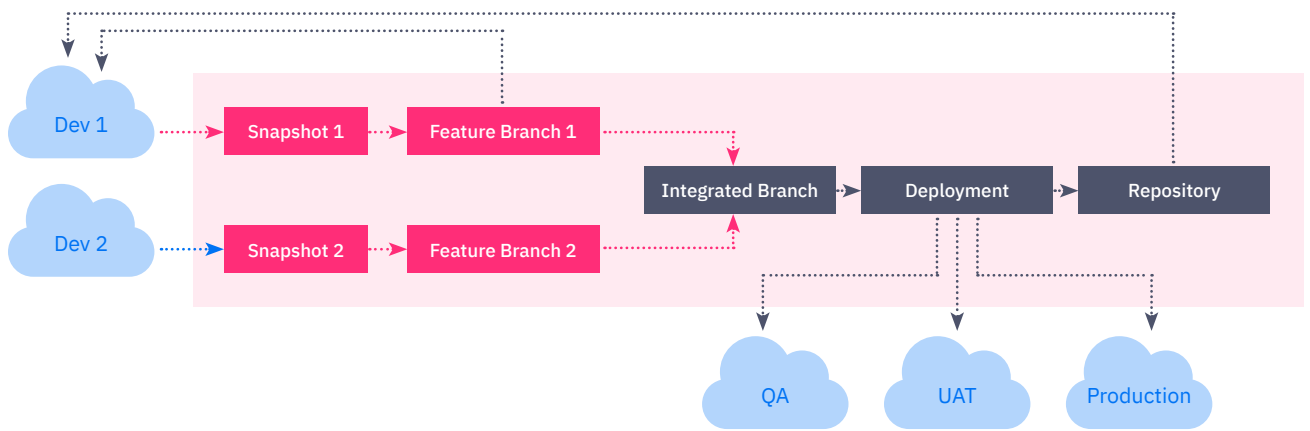 Dev 1
Snapshot 1
Feature Branch 1
Integrated Branch
Deployment
Repository
Dev 2
Snapshot 2
Feature Branch 2
QA
UAT
Production